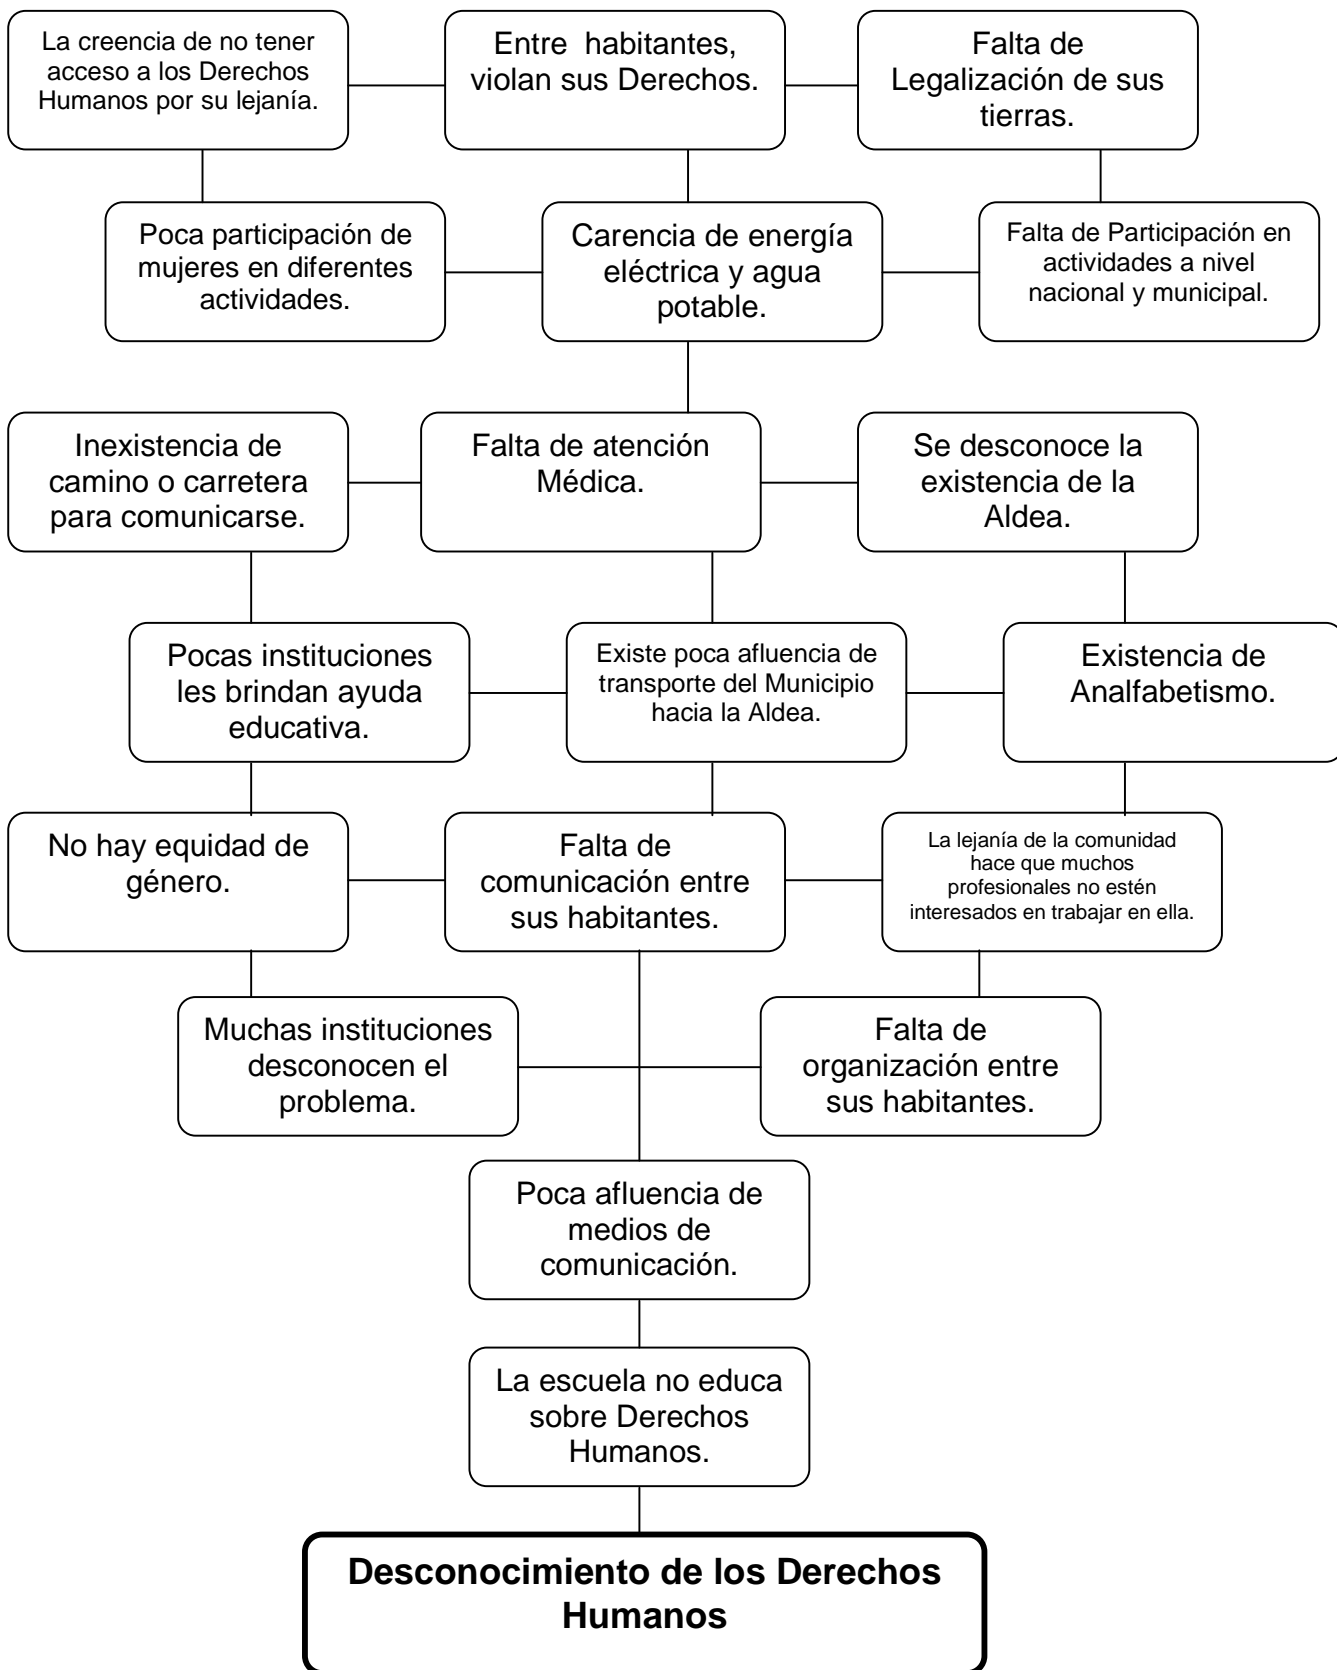 La creencia de no tener
acceso a los Derechos
Humanos por su lejanía.
Entre habitantes,
violan sus Derechos.
Falta de
Legalización de sus
tierras.
Poca participación de
mujeres en diferentes
actividades.
Carencia de energía
eléctrica y agua
potable.
Falta de Participación en
actividades a nivel
nacional y municipal.
Inexistencia de
camino o carretera
para comunicarse.
Falta de atención
Médica.
Se desconoce la
existencia de la
Aldea.
Pocas instituciones
les brindan ayuda
educativa.
Existe poca afluencia de
transporte del Municipio
hacia la Aldea.
Existencia de
Analfabetismo.
No hay equidad de
género.
Falta de
comunicación entre
sus habitantes.
La lejanía de la comunidad
hace que muchos
profesionales no estén
interesados en trabajar en ella.
Muchas instituciones
desconocen el
problema.
Falta de
organización entre
sus habitantes.
Poca afluencia de
medios de
comunicación.
La escuela no educa
sobre Derechos
Humanos.
Desconocimiento de los Derechos
Humanos